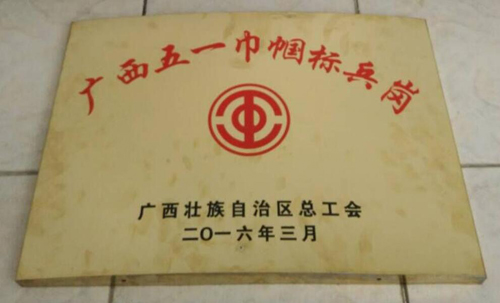 广西五一巾帼标兵岗
广西壮族自治区总工会
二〇一六年三月